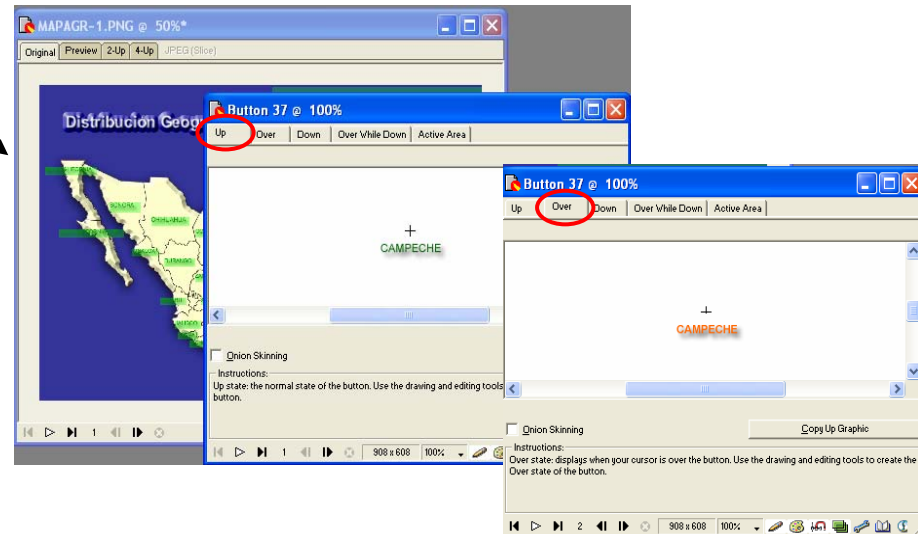 MAPAGR-1.PNG @ 50%*
Original Preview 2-Up 4-Up JPEG (Slice)
Distribucion Geog
SONORA
CHIHUAHUA
DURANGO
1
Button 37 @ 100%
Up Over Down Over While Down Active Area
CAMPECHE
Onion Skinning
Instructions:
Up state: the normal state of the button. Use the drawing and editing tools
button.
1 908 x 608 100%
Button 37 @ 100%
Up Over Down Over While Down Active Area
CAMPECHE
Onion Skinning Copy Up Graphic
Instructions:
Over state: displays when your cursor is over the button. Use the drawing and editing tools to create the
Over state of the button.
2 908 x 608 100%